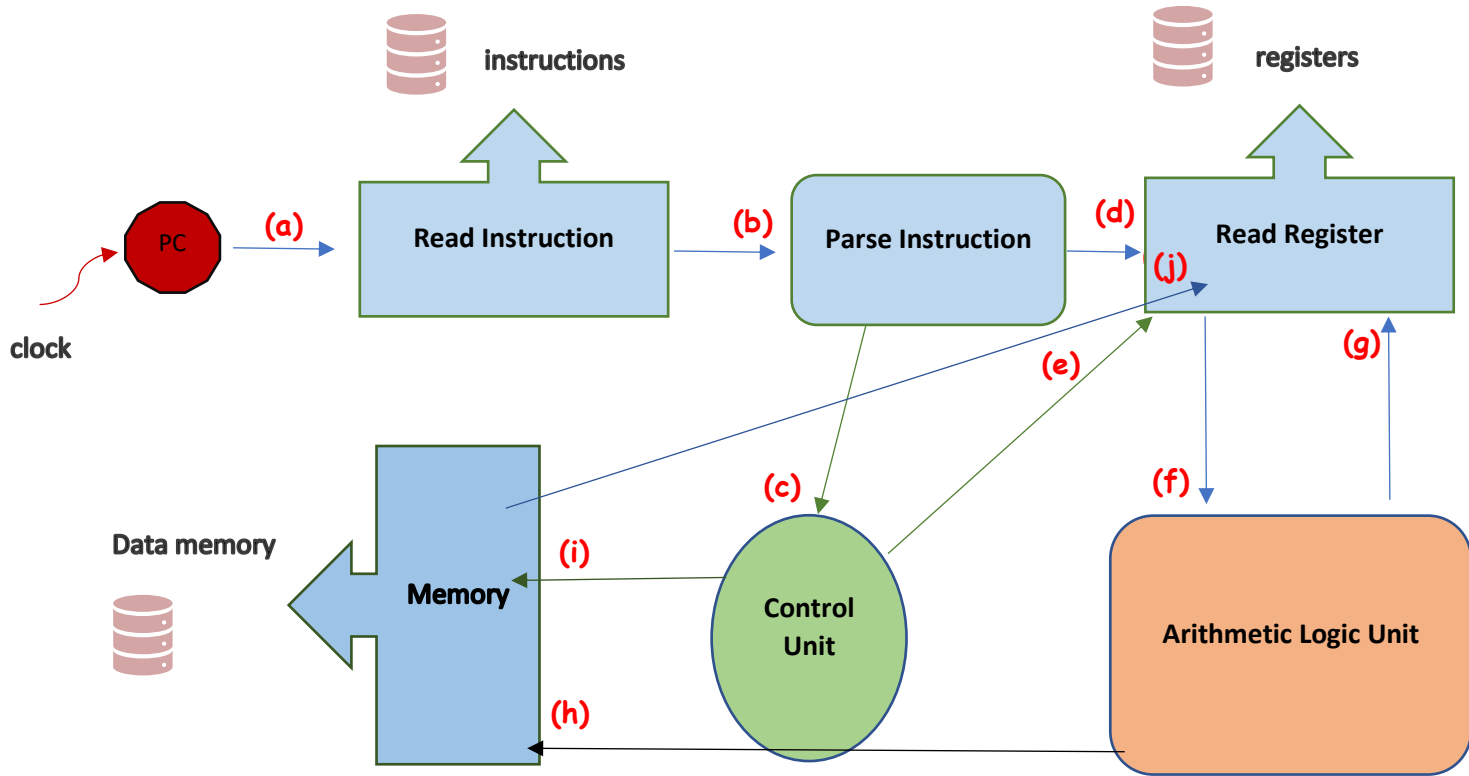 instructions
registers
(a)
(b)
(d)
PC
Read Instruction
Parse Instruction
Read Register
(j)
clock
(e)
(g)
(c)
(f)
Data memory
(i)
Memory
Control
Unit
Arithmetic Logic Unit
(h)